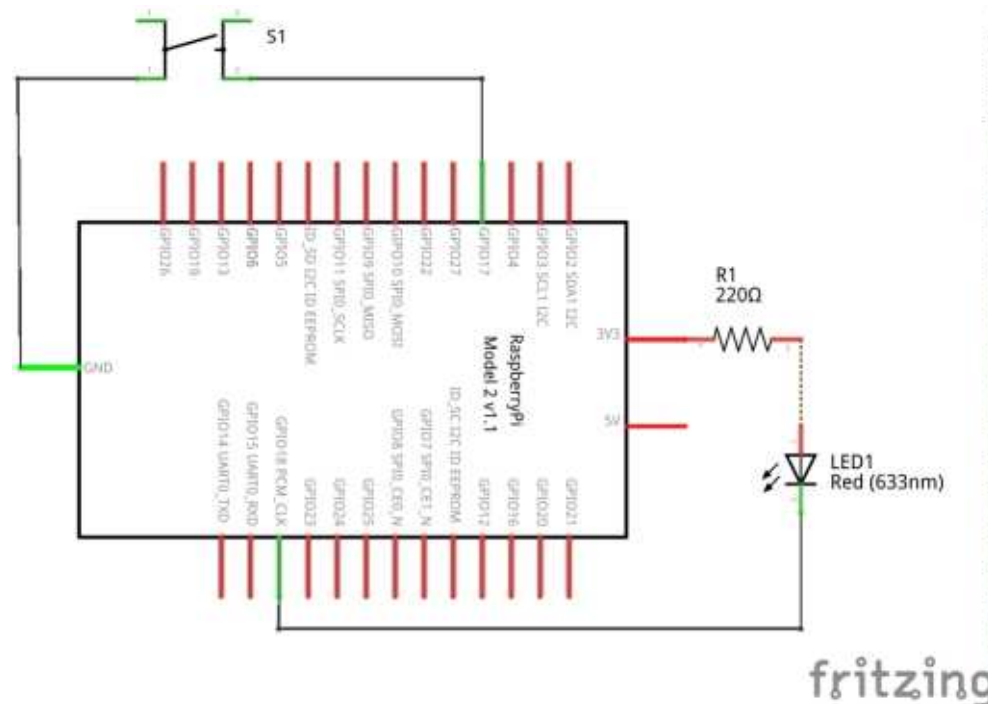 S1
GPIO26
GPIO19
GPIO13
GPIO6
GPIO5
ID_SD I2C ID EEPROM
GPIO11 SPI0_SCLK
GPIO9 SPI0_MISO
GPIO10 SPI0_MOSI
GPIO22
GPIO27
GPIO17
GPIO4
GPIO3 SCL1 I2C
GPIO2 SDA1 I2C
R1
220Ω
3V3
RaspberryPi
Model 2 v1.1
GND
5V
LED1
Red (633nm)
GPIO14 UART0_TXD
GPIO15 UART0_RXD
GPIO18 PCM_CLK
GPIO23
GPIO24
GPIO25
GPIO8 SPI0_CE0_N
GPIO7 SPI0_CE1_N
ID_SC I2C ID EEPROM
GPIO12
GPIO16
GPIO20
GPIO21
fritzing